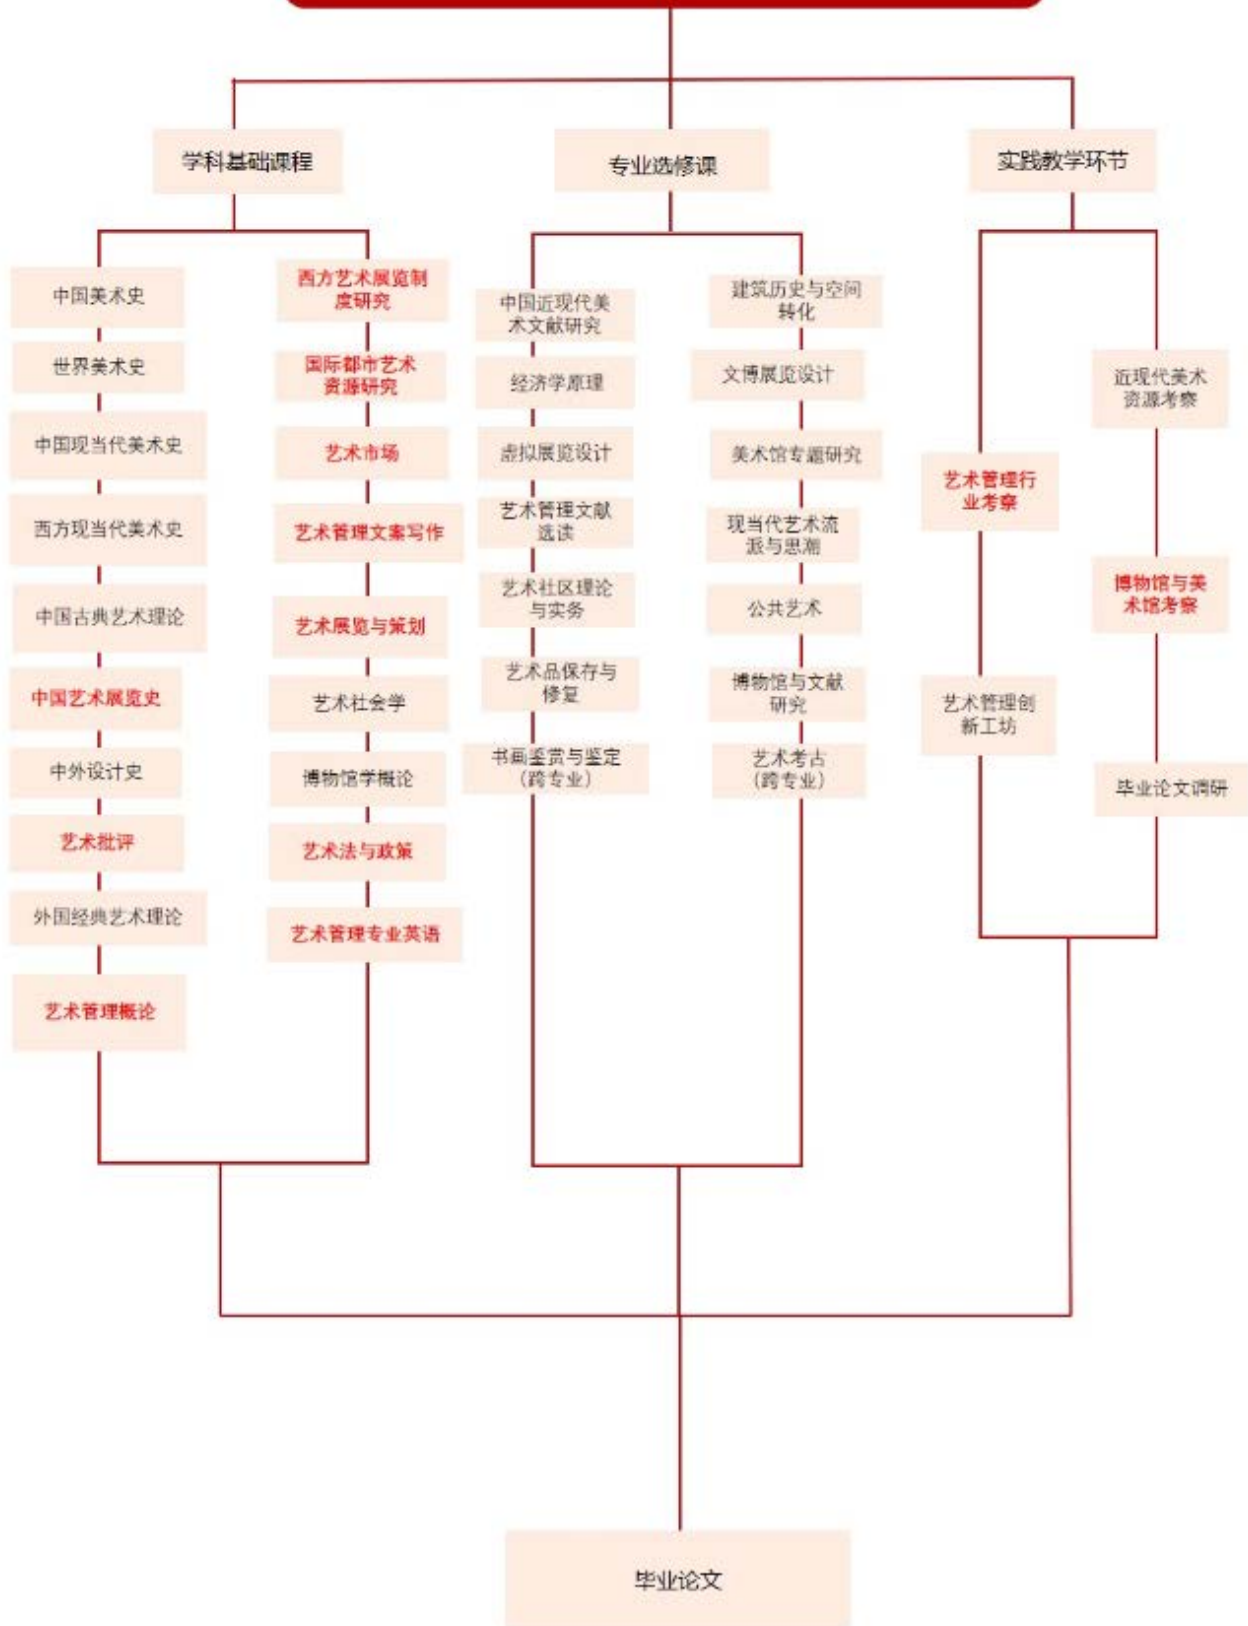 学科基础课程
专业选修课
实践教学环节
中国美术史
世界美术史
中国现当代美术史
西方现当代美术史
中国古典艺术理论
中国艺术展览史
中外设计史
艺术批评
外国经典艺术理论
艺术管理概论
西方艺术展览制
度研究
国际都市艺术
资源研究
艺术市场
艺术管理文案写作
艺术展览与策划
艺术社会学
博物馆学概论
艺术法与政策
艺术管理专业英语
中国近现代美
术文献研究
经济学原理
虚拟展览设计
艺术管理文献
选读
艺术社区理论
与实务
艺术品保存与
修复
书画鉴赏与鉴定
（跨专业）
建筑历史与空间
转化
文博展览设计
美术馆专题研究
现当代艺术流
派与思潮
公共艺术
博物馆与文献
研究
艺术考古
（跨专业）
艺术管理行
业考察
艺术管理创
新工坊
近现代美术
资源考察
博物馆与美
术馆考察
毕业论文调研
毕业论文